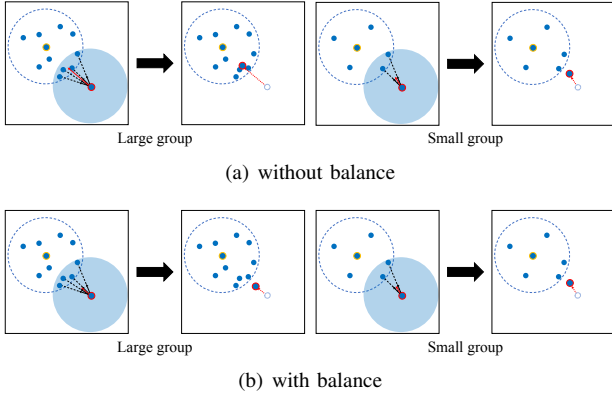 Large group
Small group
(a) without balance
Large group
Small group
(b) with balance